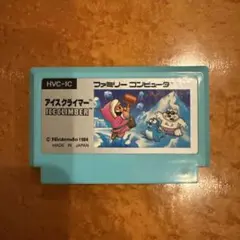 HVC-IC
ファミリー コンピュータ
アイスクライマー
ICE CLIMBER
© Nintendo 1984
MADE IN JAPAN